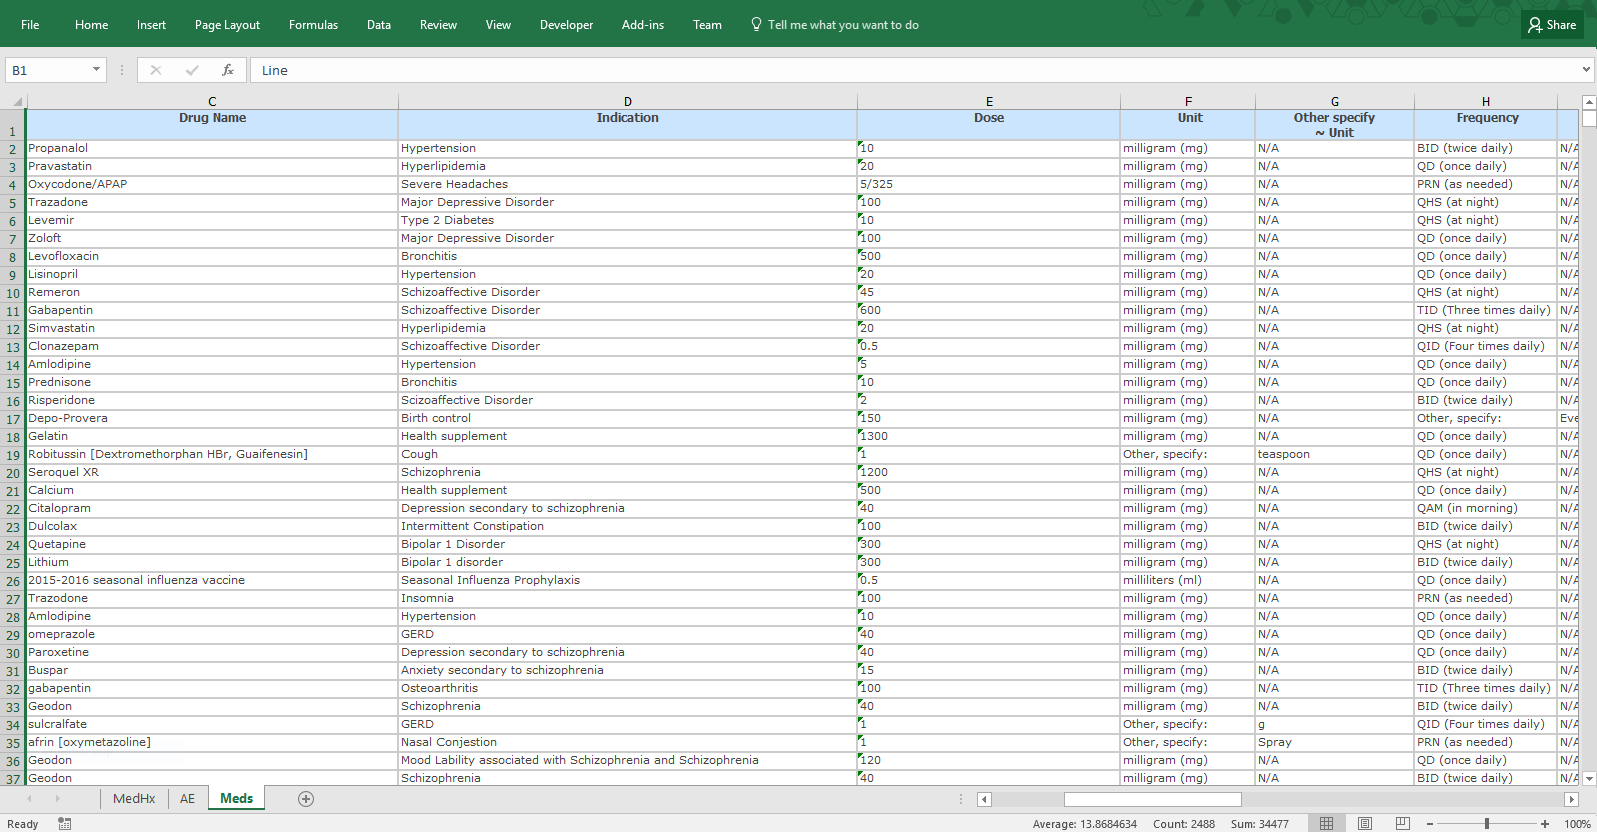 File Home Insert Page Layout Formulas Data Review View Developer Add-ins Team Tell me what you want to do Share
B1 fx Line
C D E F G H
1 Drug Name Indication Dose Unit Other specify ~ Unit Frequency
2 Propanalol Hypertension 10 milligram (mg) N/A BID (twice daily) N/A
3 Pravastatin Hyperlipidemia 20 milligram (mg) N/A QD (once daily) N/A
4 Oxycodone/APAP Severe Headaches 5/325 milligram (mg) N/A PRN (as needed) N/A
5 Trazadone Major Depressive Disorder 100 milligram (mg) N/A QHS (at night) N/A
6 Levemir Type 2 Diabetes 10 milligram (mg) N/A QHS (at night) N/A
7 Zoloft Major Depressive Disorder 100 milligram (mg) N/A QD (once daily) N/A
8 Levofloxacin Bronchitis 500 milligram (mg) N/A QD (once daily) N/A
9 Lisinopril Hypertension 20 milligram (mg) N/A QD (once daily) N/A
10 Remeron Schizoaffective Disorder 45 milligram (mg) N/A QHS (at night) N/A
11 Gabapentin Schizoaffective Disorder 600 milligram (mg) N/A TID (Three times daily) N/A
12 Simvastatin Hyperlipidemia 20 milligram (mg) N/A QHS (at night) N/A
13 Clonazepam Schizoaffective Disorder 0.5 milligram (mg) N/A QID (Four times daily) N/A
14 Amlodipine Hypertension 5 milligram (mg) N/A QD (once daily) N/A
15 Prednisone Bronchitis 10 milligram (mg) N/A QD (once daily) N/A
16 Risperidone Scizoaffective Disorder 2 milligram (mg) N/A BID (twice daily) N/A
17 Depo-Provera Birth control 150 milligram (mg) N/A Other, specify: Eve
18 Gelatin Health supplement 1300 milligram (mg) N/A QD (once daily) N/A
19 Robitussin [Dextromethorphan HBr, Guaifenesin] Cough 1 Other, specify: teaspoon QD (once daily) N/A
20 Seroquel XR Schizophrenia 1200 milligram (mg) N/A QHS (at night) N/A
21 Calcium Health supplement 500 milligram (mg) N/A QD (once daily) N/A
22 Citalopram Depression secondary to schizophrenia 40 milligram (mg) N/A QAM (in morning) N/A
23 Dulcolax Intermittent Constipation 100 milligram (mg) N/A BID (twice daily) N/A
24 Quetapine Bipolar 1 Disorder 300 milligram (mg) N/A QHS (at night) N/A
25 Lithium Bipolar 1 disorder 300 milligram (mg) N/A BID (twice daily) N/A
26 2015-2016 seasonal influenza vaccine Seasonal Influenza Prophylaxis 0.5 milliliters (ml) N/A QD (once daily) N/A
27 Trazodone Insomnia 100 milligram (mg) N/A PRN (as needed) N/A
28 Amlodipine Hypertension 10 milligram (mg) N/A QD (once daily) N/A
29 omeprazole GERD 40 milligram (mg) N/A QD (once daily) N/A
30 Paroxetine Depression secondary to schizophrenia 40 milligram (mg) N/A QD (once daily) N/A
31 Buspar Anxiety secondary to schizophrenia 15 milligram (mg) N/A BID (twice daily) N/A
32 gabapentin Osteoarthritis 100 milligram (mg) N/A TID (Three times daily) N/A
33 Geodon Schizophrenia 40 milligram (mg) N/A BID (twice daily) N/A
34 sulcralfate GERD 1 Other, specify: g QID (Four times daily) N/A
35 afrin [oxymetazoline] Nasal Conjestion 1 Other, specify: Spray PRN (as needed) N/A
36 Geodon Mood Lability associated with Schizophrenia and Schizophrenia 120 milligram (mg) N/A QD (once daily) N/A
37 Geodon Schizophrenia 40 milligram (mg) N/A BID (twice daily) N/A
MedHx AE Meds
Ready Average: 13.8684634 Count: 2488 Sum: 34477 100%